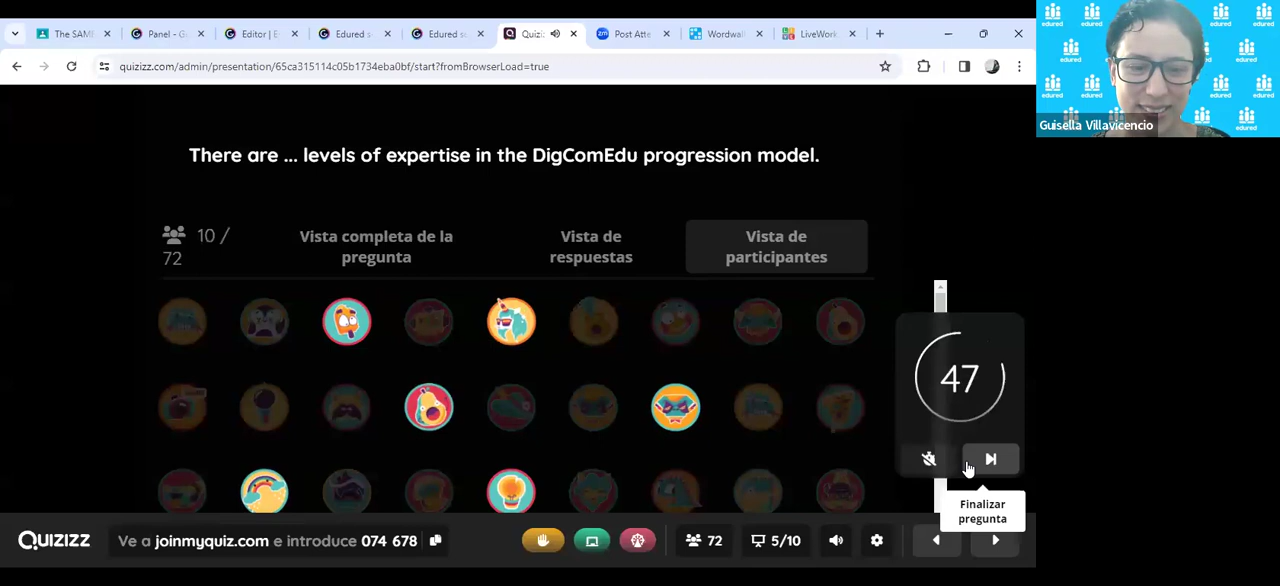 The SAM
Panel - G
Editor | E
Edured s
Edured s
Quiziz
Post Atte
Wordwall
LiveWork
quizizz.com/admin/presentation/65ca315114c05b1734eba0bf/start?fromBrowserLoad=true
edured
Guisella Villavicencio
There are ... levels of expertise in the DigComEdu progression model.
10 /
72
Vista completa de la
pregunta
Vista de
respuestas
Vista de
participantes
47
Finalizar
pregunta
Quizizz
Ve a joinmyquiz.com e introduce 074 678
72
5/10